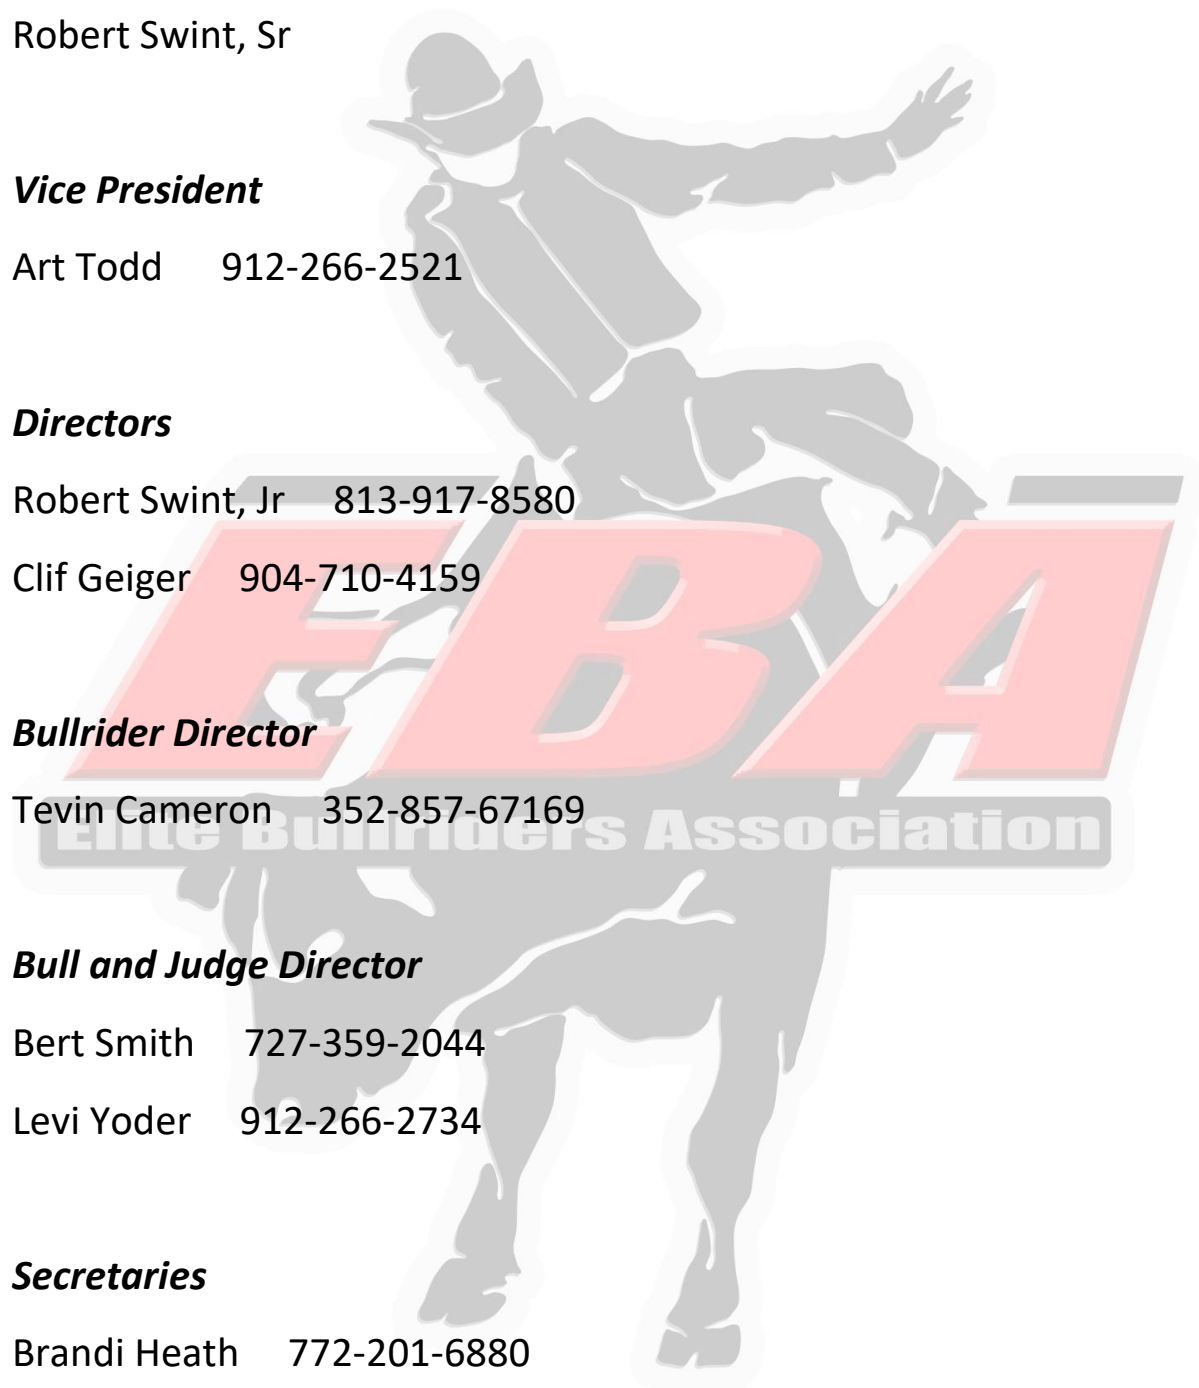 Robert Swint, Sr
Vice President
Art Todd 912-266-2521
Directors
Robert Swint, Jr 813-917-8580
Clif Geiger 904-710-4159
EBA
Bullrider Director
Tevin Cameron 352-857-67169
Elite Bullriders Association
Bull and Judge Director
Bert Smith 727-359-2044
Levi Yoder 912-266-2734
Secretaries
Brandi Heath 772-201-6880